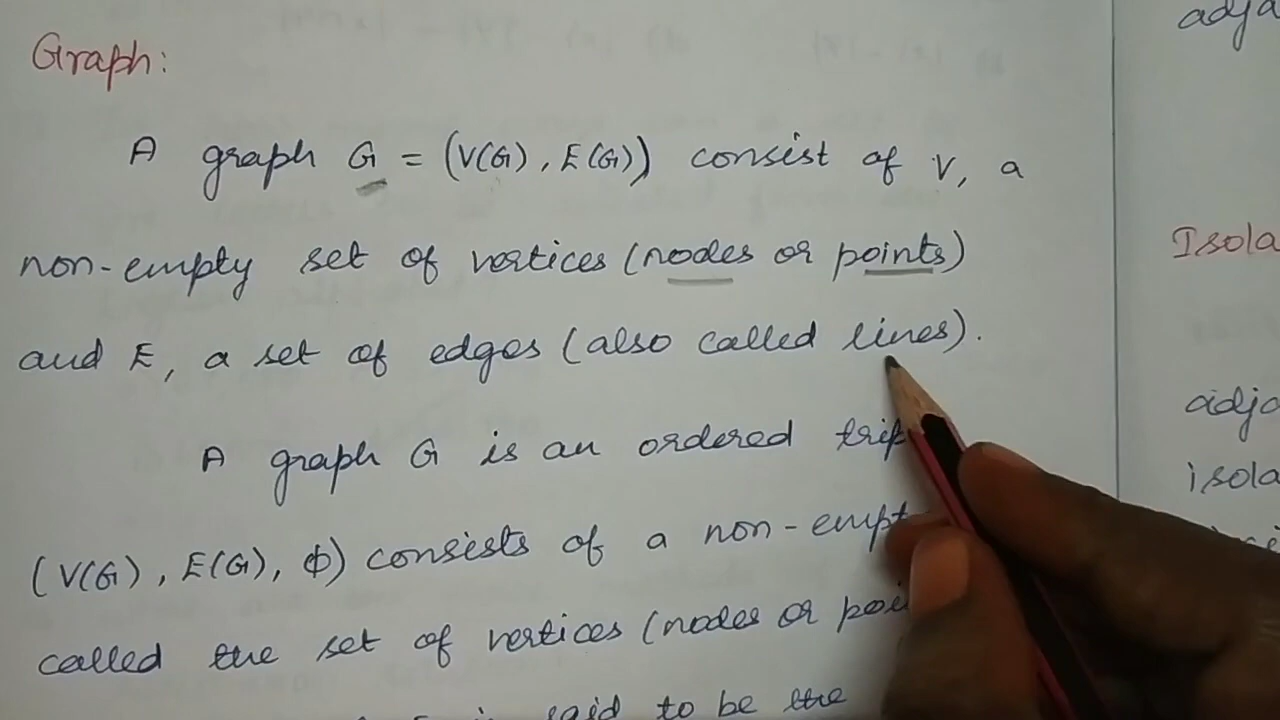 Graph:
A graph G = (V(G), E(G)) consist of V, a
non-empty set of vertices (nodes or points)
and E, a set of edges (also called lines).
A graph G is an ordered trip
(V(G), E(G), ϕ) consists of a non-empt
called the set of vertices (nodes or poi
said to be the
adja
Isola
adja
isola